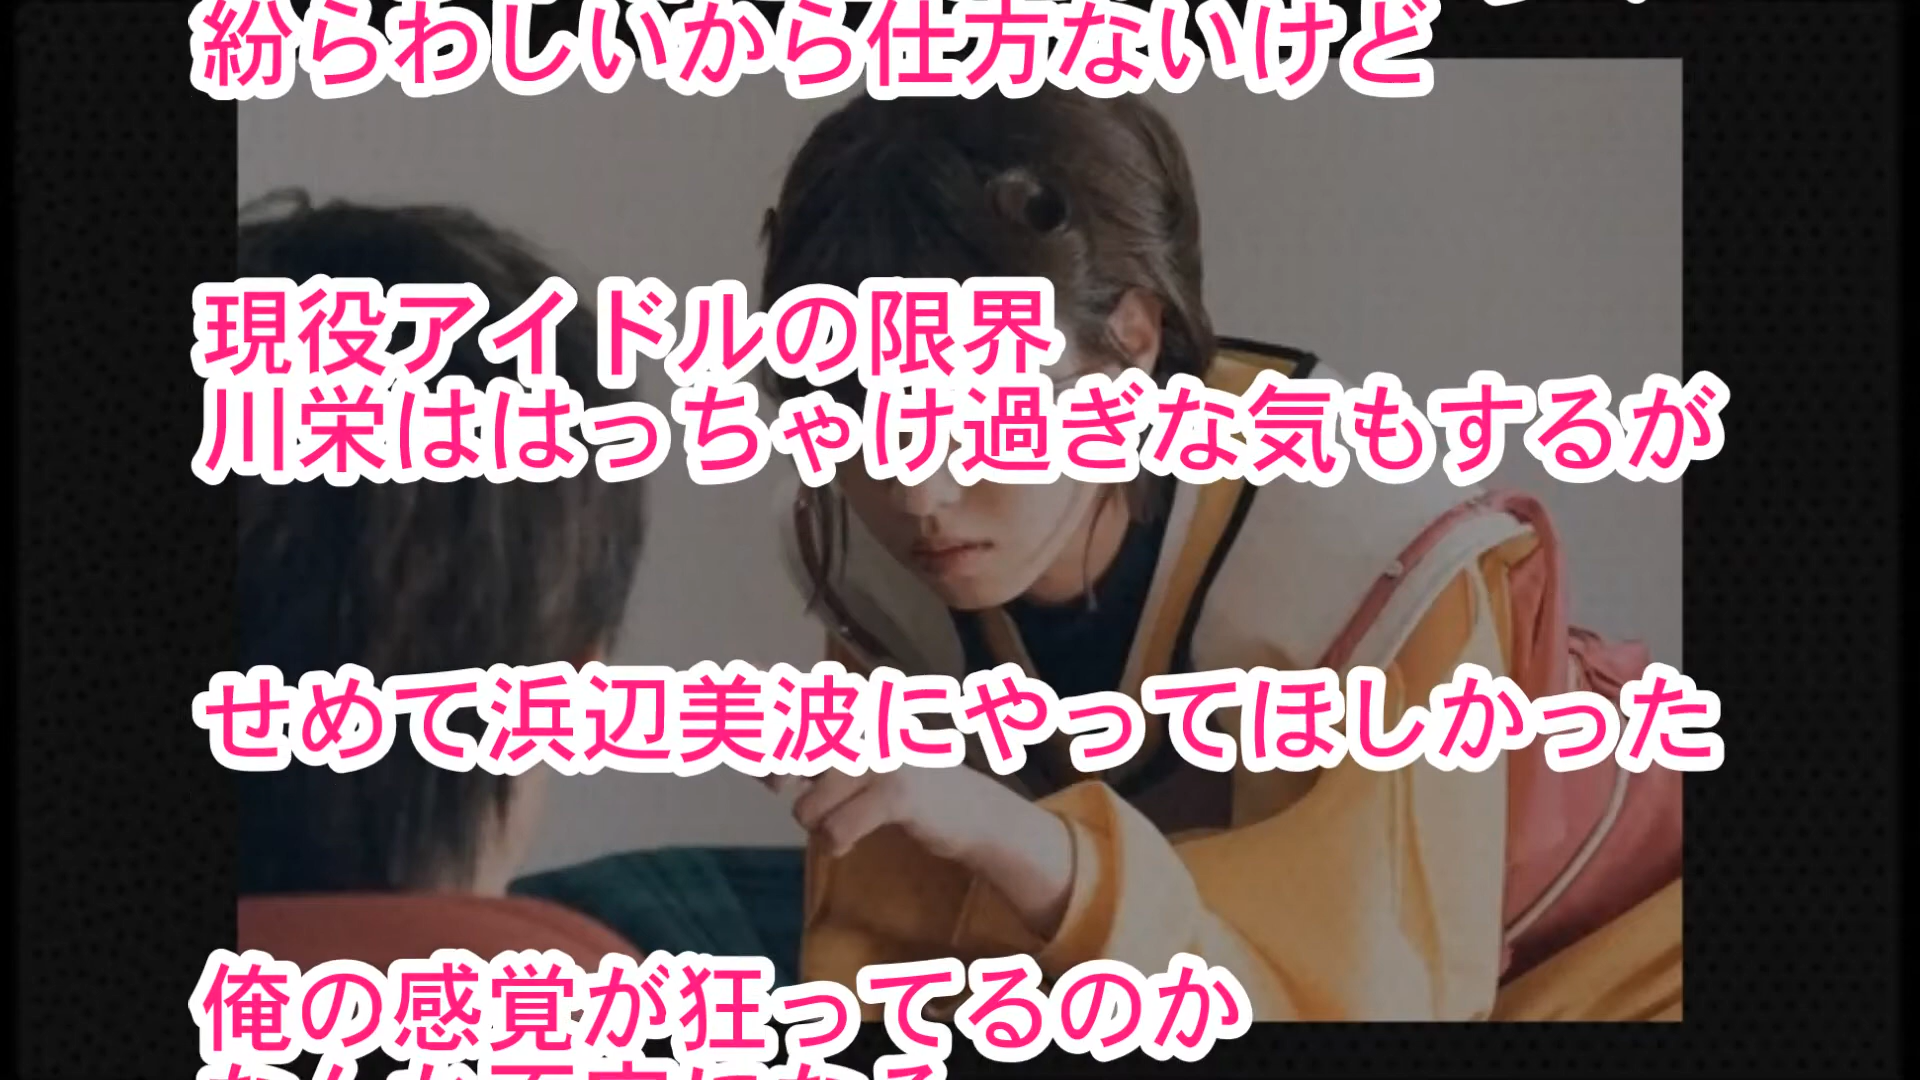 紛らわしいから仕方ないけど
現役アイドルの限界
川栄ははっちゃけ過ぎな気もするが
せめて浜辺美波にやってほしかった
俺の感覚が狂ってるのか